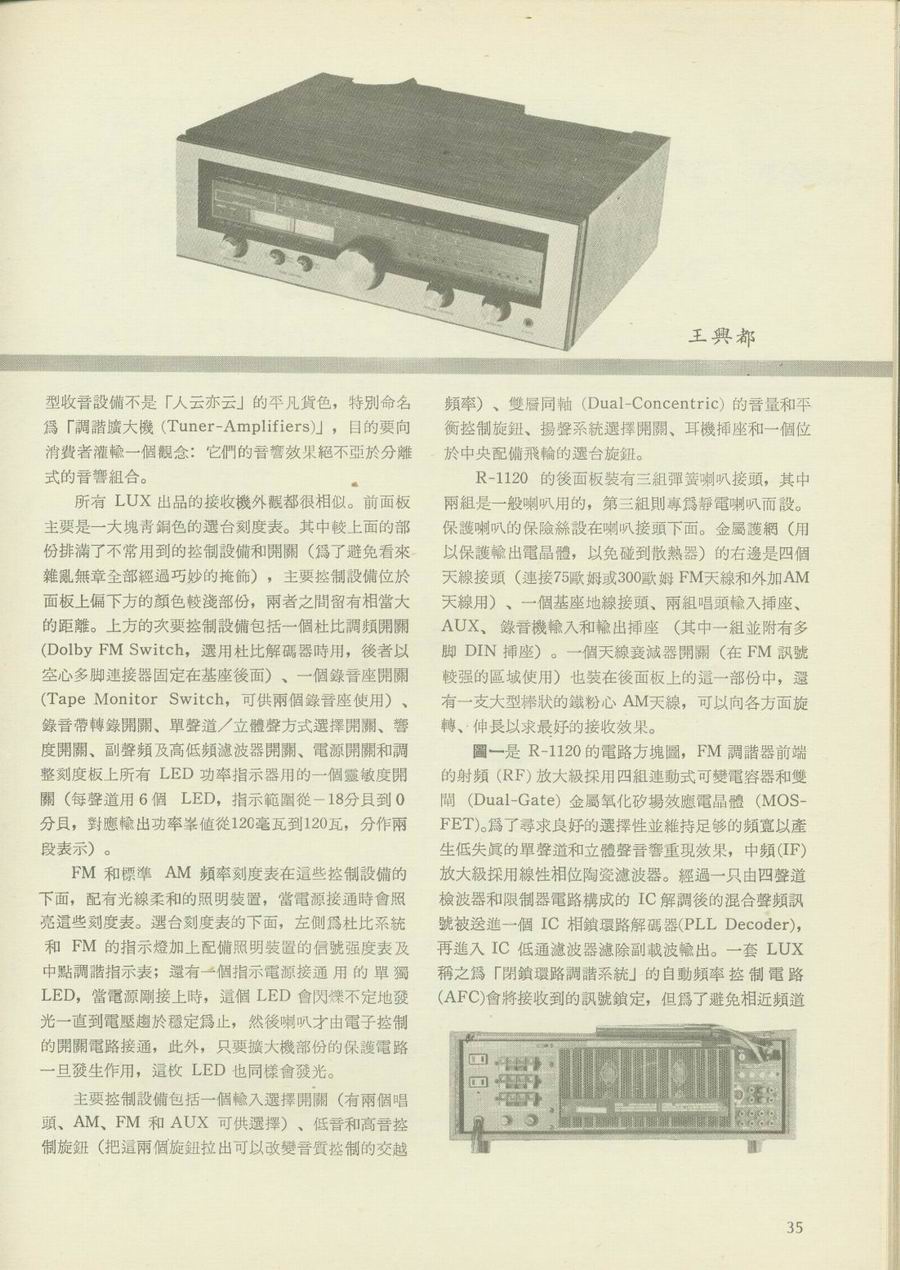 王興都
型收音設備不是「人云亦云」的平凡貨色，特別命名
爲「調諧擴大機 (Tuner-Amplifiers)」，目的要向
消費者灌輸一個觀念：它們的音響效果絕不亞於分離
式的音響組合。
所有 LUX 出品的接收機外觀都很相似。前面板
主要是一大塊靑銅色的選台刻度表。其中較上面的部
份排滿了不常用到的控制設備和開關（爲了避免看來
雜亂無章全部經過巧妙的掩飾），主要控制設備位於
面板上偏下方的顏色較淺部份，兩者之間留有相當大
的距離。上方的次要控制設備包括一個杜比調頻開關
(Dolby FM Switch，選用杜比解碼器時用，後者以
空心多脚連接器固定在基座後面）、一個錄音座開關
(Tape Monitor Switch，可供兩個錄音座使用）、
錄音帶轉錄開關、單聲道／立體聲方式選擇開關、響
度開關、副聲頻及高低頻濾波器開關、電源開關和調
整刻度板上所有 LED 功率指示器用的一個靈敏度開
關（每聲道用 6 個 LED，指示範圍從－18分貝到 0
分貝，對應輸出功率峯値從120毫瓦到120瓦，分作兩
段表示）。
FM 和標準 AM 頻率刻度表在這些控制設備的
下面，配有光線柔和的照明裝置，當電源接通時會照
亮這些刻度表。選台刻度表的下面，左側爲杜比系統
和 FM 的指示燈加上配備照明裝置的信號强度表及
中點調諧指示表；還有一個指示電源接通用的單獨
LED，當電源剛接上時，這個 LED 會閃爍不定地發
光一直到電壓趨於穩定爲止，然後喇叭才由電子控制
的開關電路接通，此外，只要擴大機部份的保護電路
一旦發生作用，這枚 LED 也同樣會發光。
主要控制設備包括一個輸入選擇開關（有兩個唱
頭、AM、FM 和 AUX 可供選擇）、低音和高音控
制旋鈕（把這兩個旋鈕拉出可以改變音質控制的交越
頻率）、雙層同軸 (Dual-Concentric) 的音量和平
衡控制旋鈕、揚聲系統選擇開關、耳機揷座和一個位
於中央配備飛輪的選台旋鈕。
R-1120 的後面板裝有三組彈簧喇叭接頭，其中
兩組是一般喇叭用的，第三組則專爲靜電喇叭而設。
保護喇叭的保險絲設在喇叭接頭下面。金屬護網（用
以保護輸出電晶體，以免碰到散熱器）的右邊是四個
天線接頭（連接75歐姆或300歐姆 FM天線和外加AM
天線用）、一個基座地線接頭、兩組唱頭輸入揷座、
AUX、錄音機輸入和輸出揷座（其中一組並附有多
脚 DIN 揷座）。一個天線衰減器開關（在 FM 訊號
較强的區域使用）也裝在後面板上的這一部份中，還
有一支大型棒狀的鐵粉心 AM天線，可以向各方面旋
轉、伸長以求最好的接收效果。
圖一是 R-1120 的電路方塊圖，FM 調諧器前端
的射頻 (RF) 放大級採用四組連動式可變電容器和雙
閘 (Dual-Gate) 金屬氧化矽場效應電晶體 (MOS-
FET)。爲了尋求良好的選擇性並維持足够的頻寬以產
生低失眞的單聲道和立體聲音響重現效果，中頻(IF)
放大級採用線性相位陶瓷濾波器。經過一只由四聲道
檢波器和限制器電路構成的 IC 解調後的混合聲頻訊
號被送進一個 IC 相鎖環路解碼器(PLL Decoder)，
再進入 IC 低通濾波器濾除副載波輸出。一套 LUX
稱之爲「閉鎖環路調諧系統」的自動頻率控制電路
(AFC)會將接收到的訊號鎖定，但爲了避免相近頻道
35